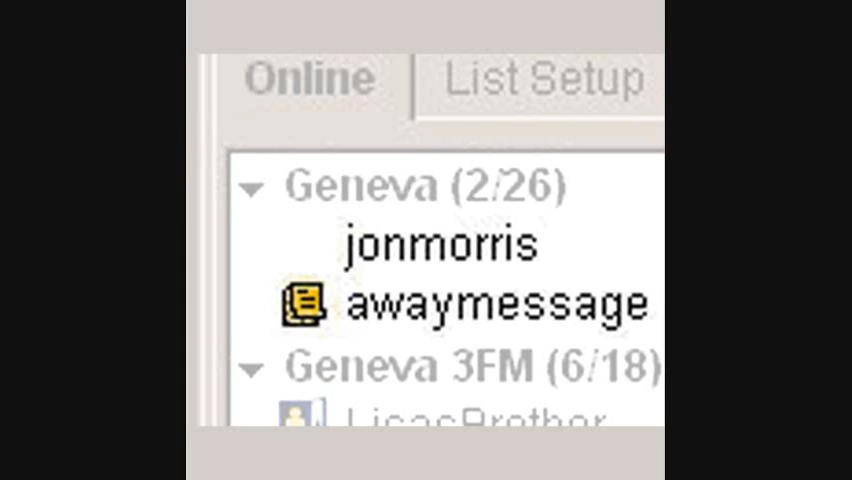 Online List Setup
Geneva (2/26)
jonmorris
awaymessage
Geneva 3FM (6/18)